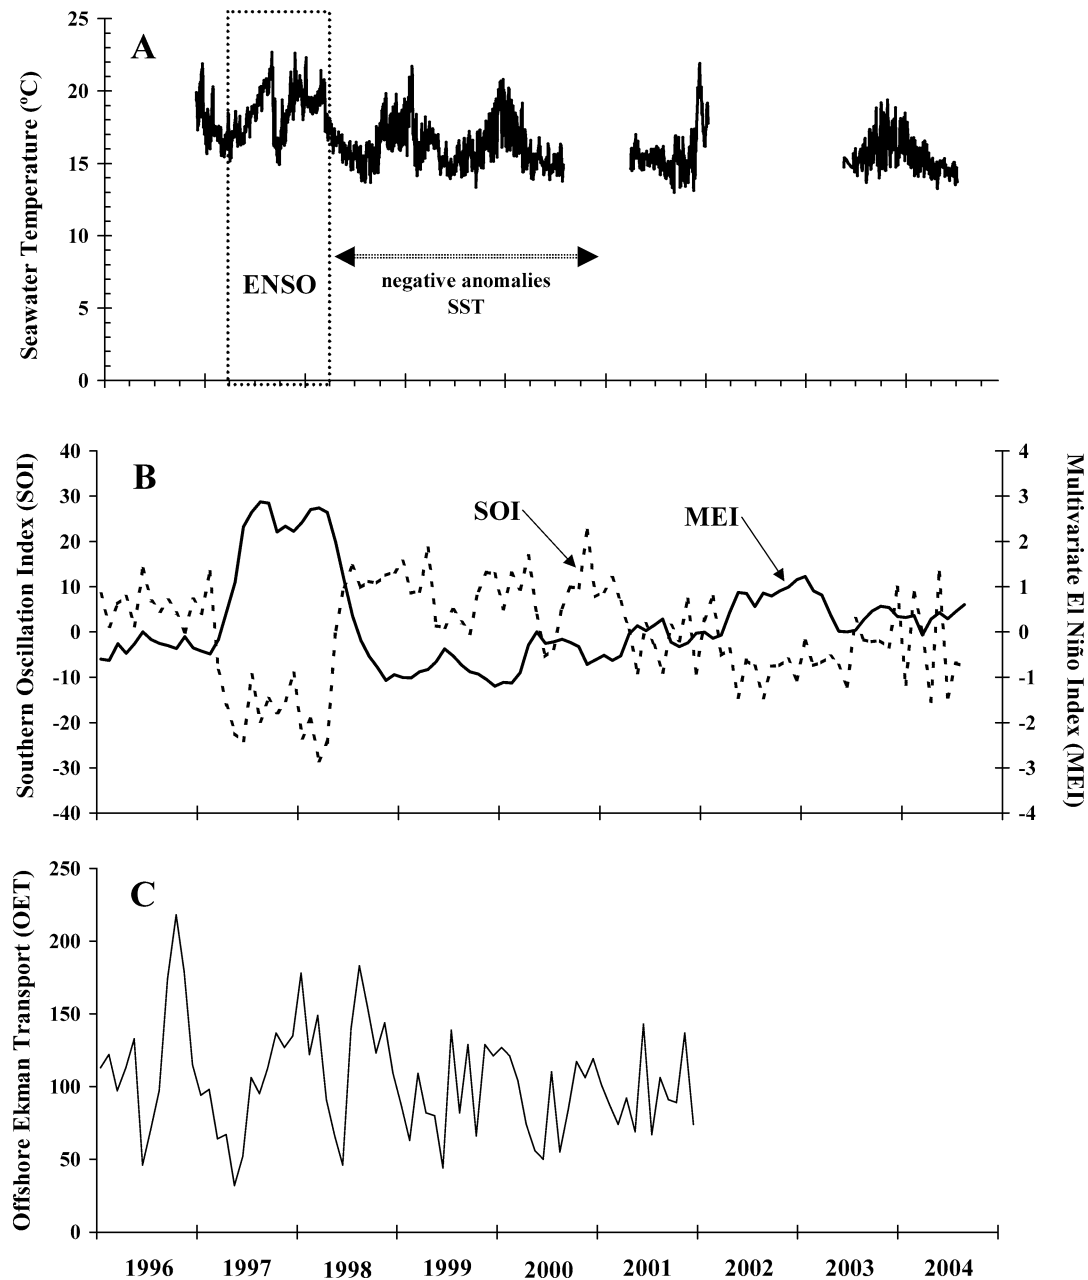 A
Seawater Temperature (ºC)
25
20
15
10
5
0
ENSO
negative anomalies
SST
B
Southern Oscillation Index (SOI)
40
30
20
10
0
-10
-20
-30
-40
SOI
MEI
4
3
2
1
0
-1
-2
-3
-4
Multivariate El Niño Index (MEI)
C
Offshore Ekman Transport (OET)
250
200
150
100
50
0
1996 1997 1998 1999 2000 2001 2002 2003 2004